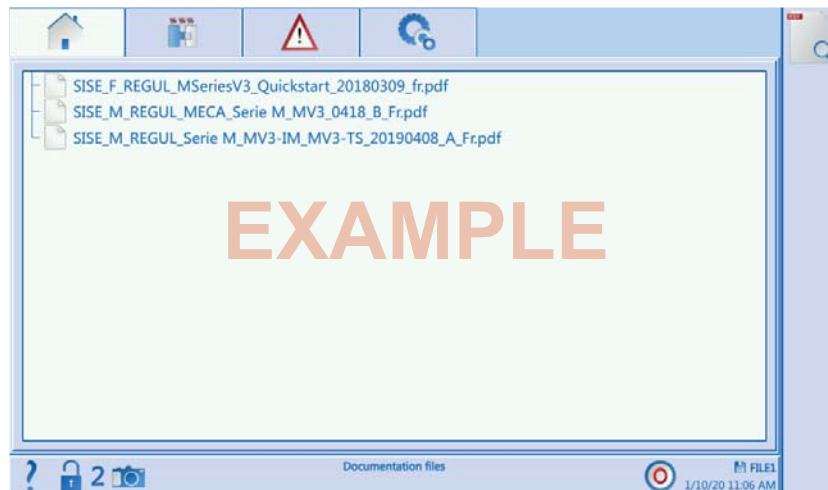 SISE_F_REGUL_MSeriesV3_Quickstart_20180309_fr.pdf
SISE_M_REGUL_MECA_Serie M_MV3_0418_B_Fr.pdf
SISE_M_REGUL_Serie M_MV3-IM_MV3-TS_20190408_A_Fr.pdf
EXAMPLE
? 2
Documentation files
FILE1
1/10/20 11:06 AM